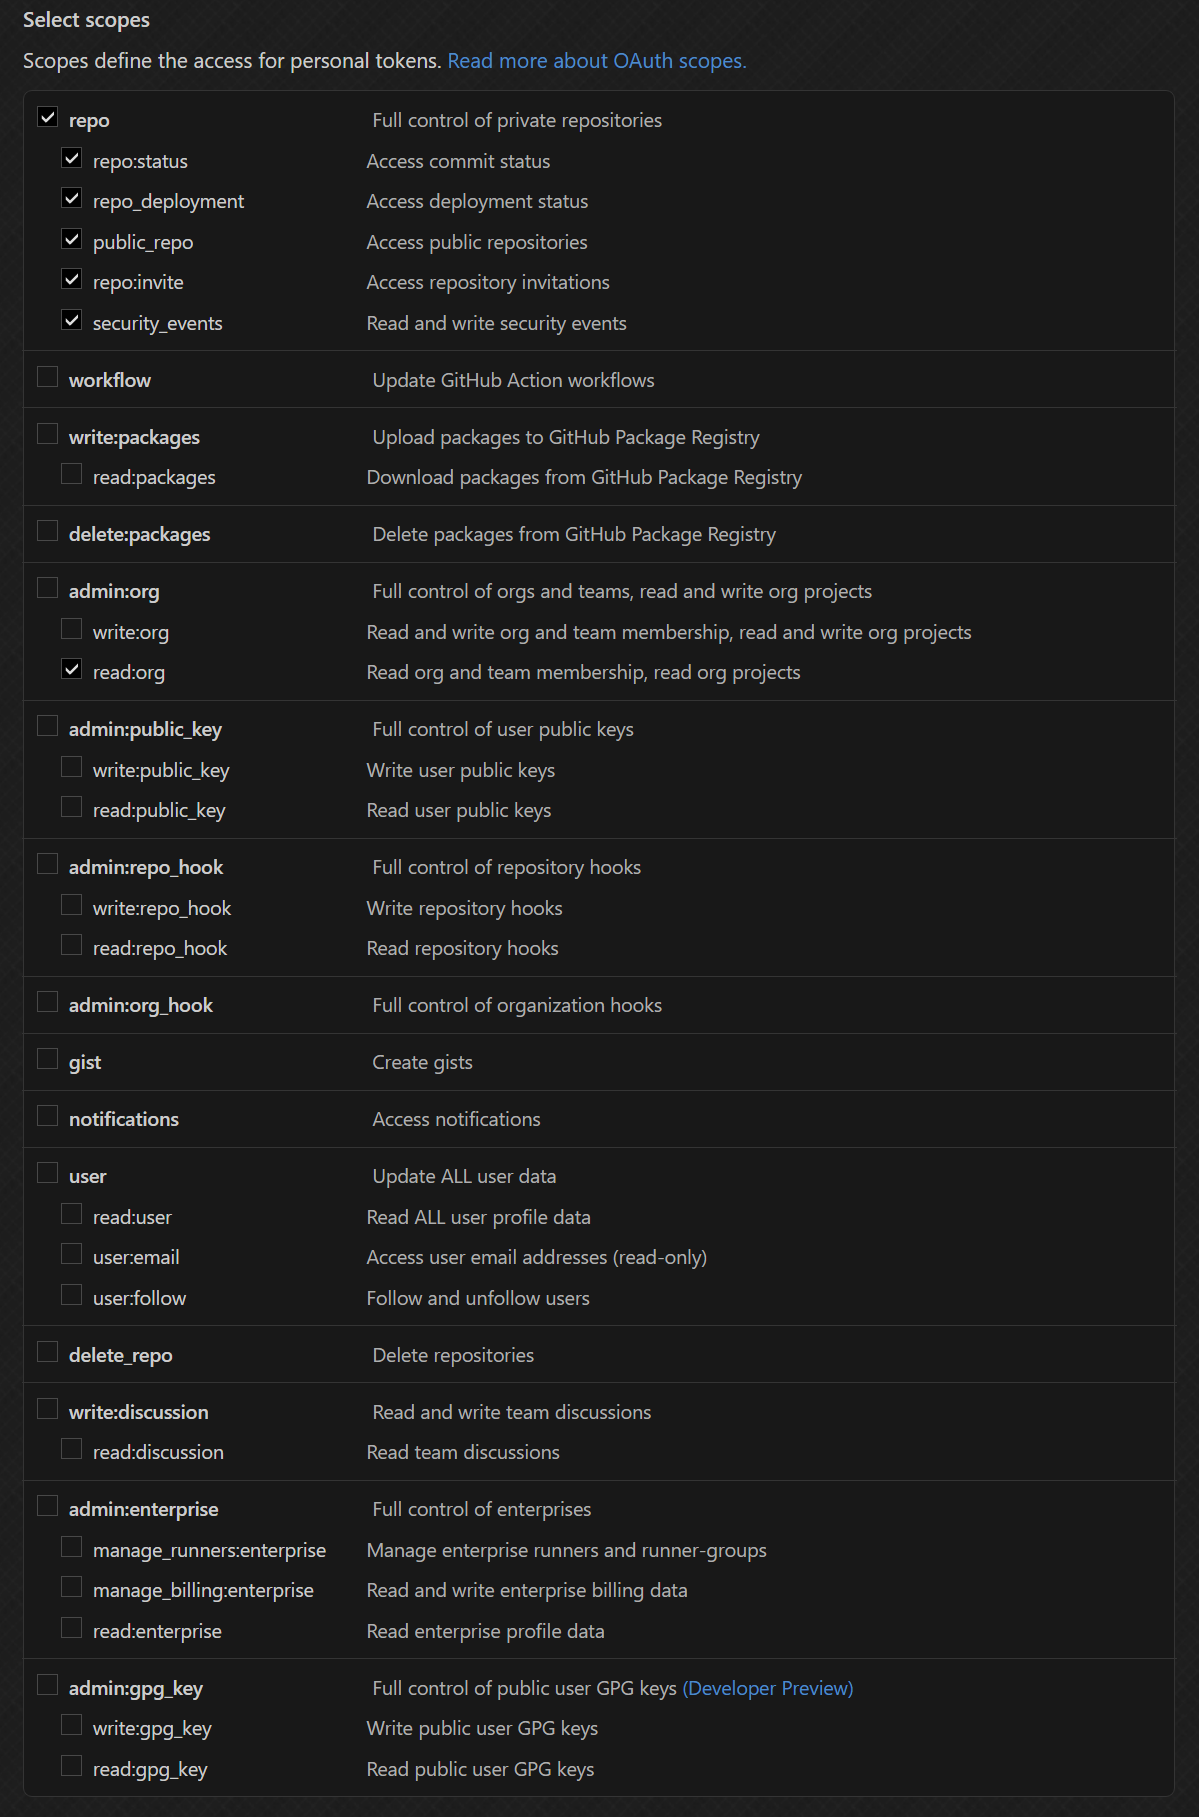 Select scopes
Scopes define the access for personal tokens. Read more about OAuth scopes.
repo Full control of private repositories
repo:status Access commit status
repo_deployment Access deployment status
public_repo Access public repositories
repo:invite Access repository invitations
security_events Read and write security events
workflow Update GitHub Action workflows
write:packages Upload packages to GitHub Package Registry
read:packages Download packages from GitHub Package Registry
delete:packages Delete packages from GitHub Package Registry
admin:org Full control of orgs and teams, read and write org projects
write:org Read and write org and team membership, read and write org projects
read:org Read org and team membership, read org projects
admin:public_key Full control of user public keys
write:public_key Write user public keys
read:public_key Read user public keys
admin:repo_hook Full control of repository hooks
write:repo_hook Write repository hooks
read:repo_hook Read repository hooks
admin:org_hook Full control of organization hooks
gist Create gists
notifications Access notifications
user Update ALL user data
read:user Read ALL user profile data
user:email Access user email addresses (read-only)
user:follow Follow and unfollow users
delete_repo Delete repositories
write:discussion Read and write team discussions
read:discussion Read team discussions
admin:enterprise Full control of enterprises
manage_runners:enterprise Manage enterprise runners and runner-groups
manage_billing:enterprise Read and write enterprise billing data
read:enterprise Read enterprise profile data
admin:gpg_key Full control of public user GPG keys (Developer Preview)
write:gpg_key Write public user GPG keys
read:gpg_key Read public user GPG keys